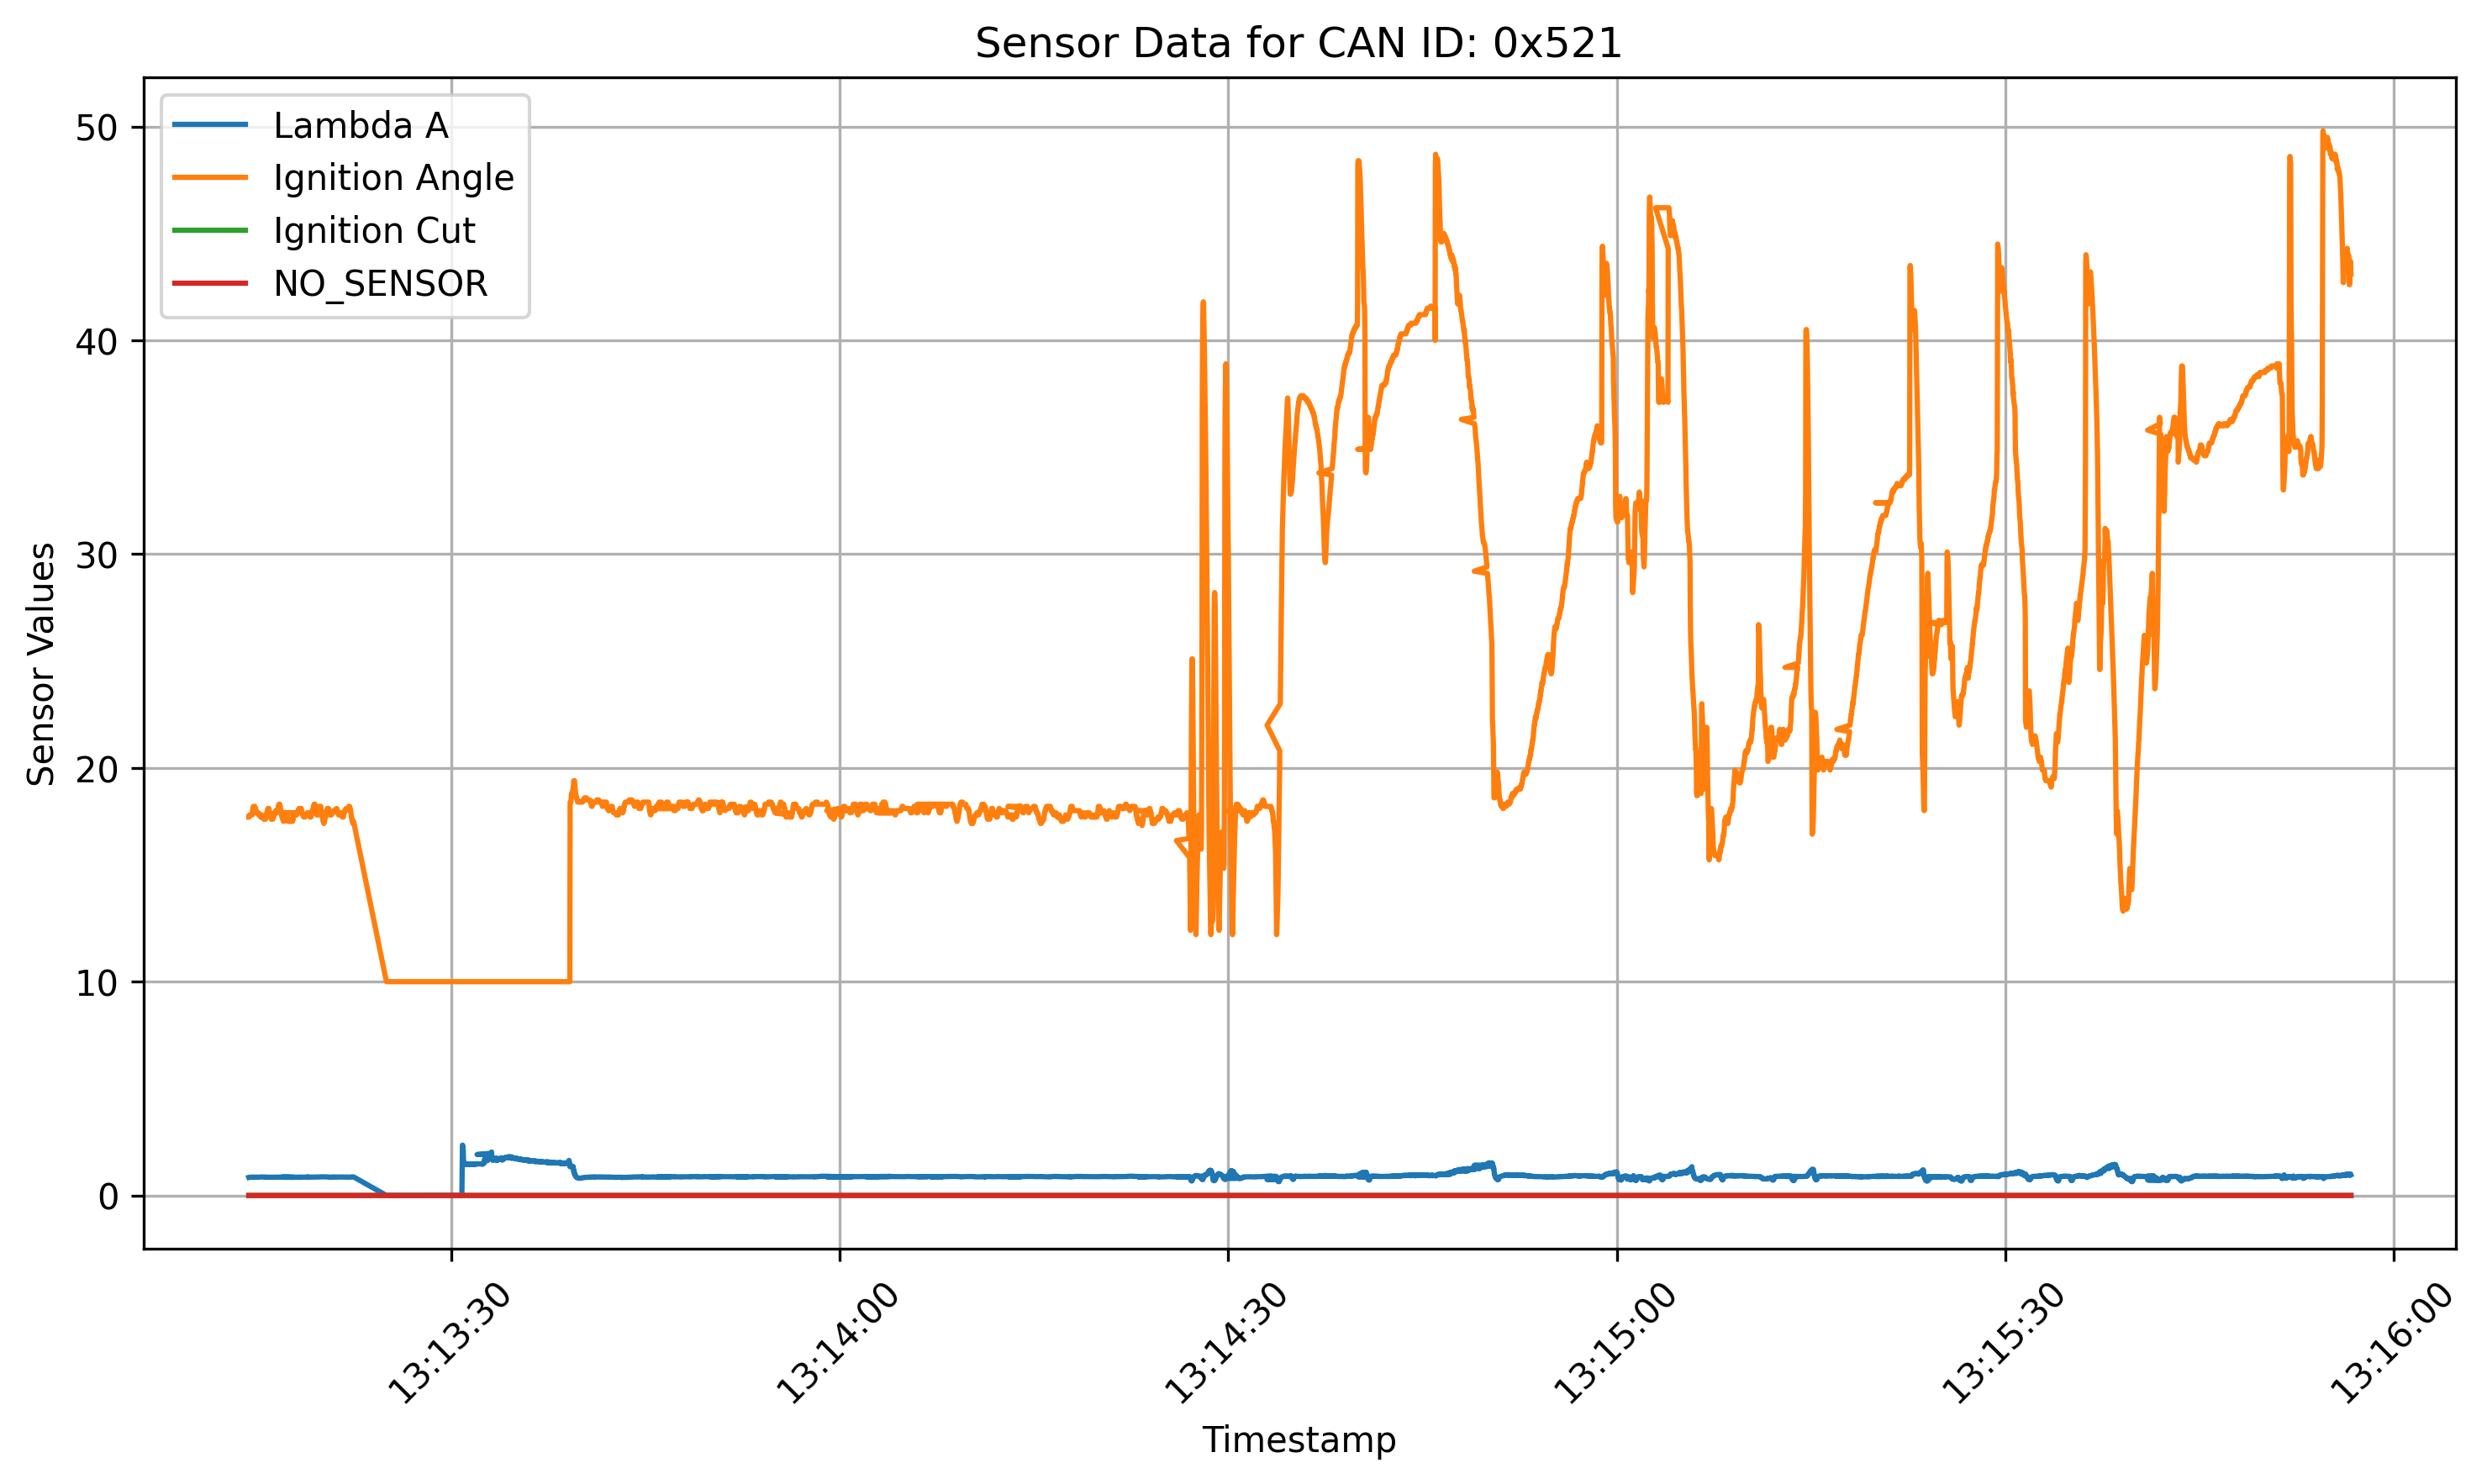 Sensor Data for CAN ID: 0x521
Lambda A
Ignition Angle
Ignition Cut
NO_SENSOR
Sensor Values
50
40
30
20
10
0
13:13:30
13:14:00
13:14:30
13:15:00
13:15:30
13:16:00
Timestamp